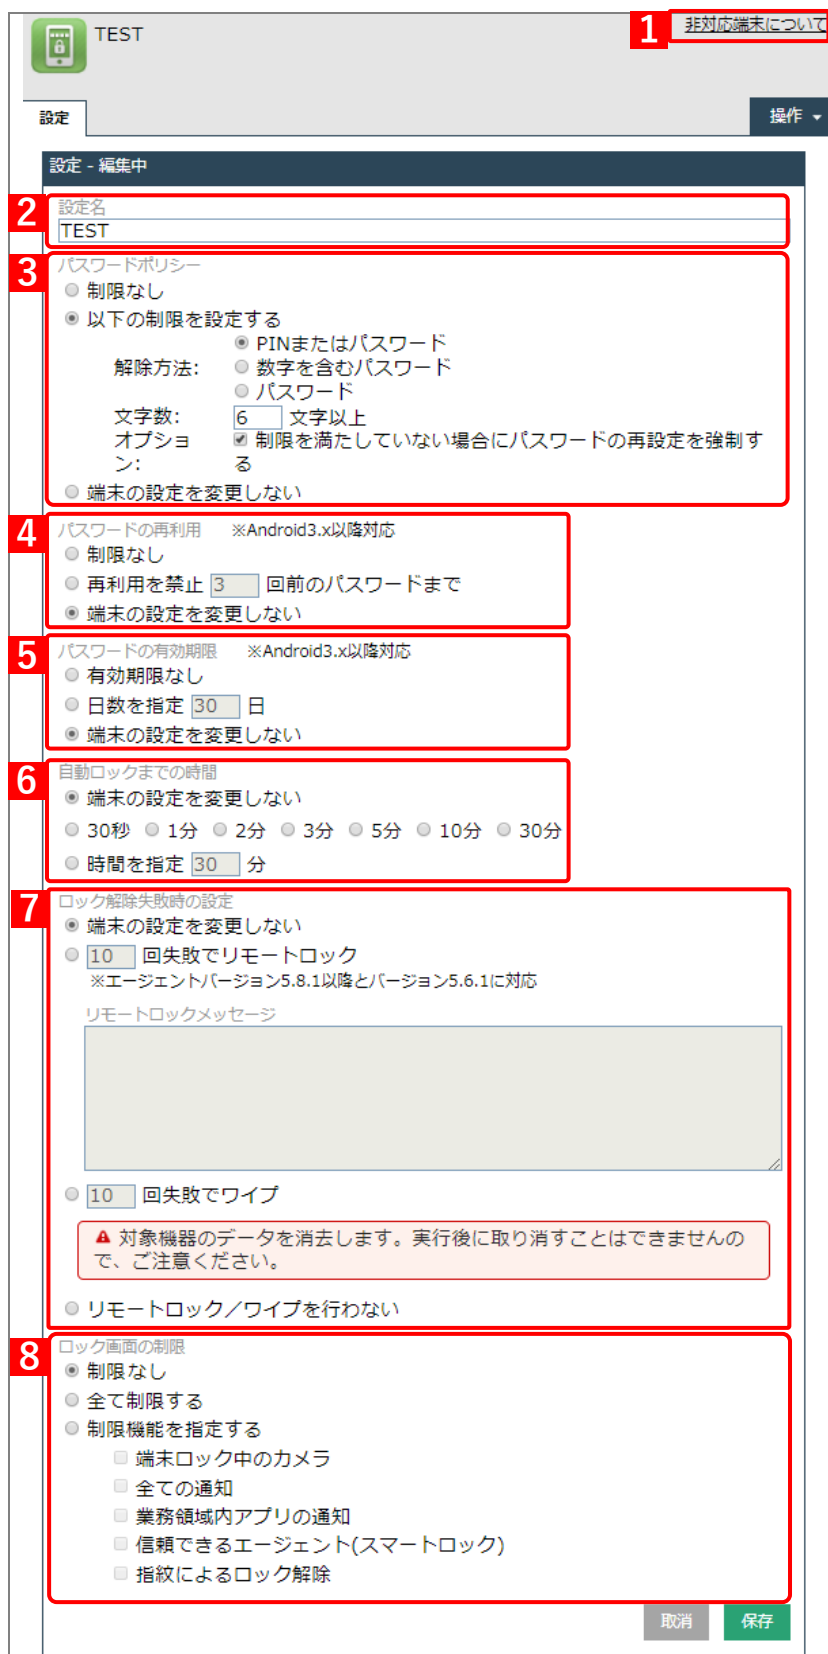 TEST
1
非対応端末について
設定
操作
設定 - 編集中
2
設定名
TEST
3
パスワードポリシー
制限なし
以下の制限を設定する
PINまたはパスワード
解除方法: 数字を含むパスワード
パスワード
文字数: 6 文字以上
オプショ 制限を満たしていない場合にパスワードの再設定を強制す
ン: る
端末の設定を変更しない
4
パスワードの再利用 ※Android3.x以降対応
制限なし
再利用を禁止 3 回前のパスワードまで
端末の設定を変更しない
5
パスワードの有効期限 ※Android3.x以降対応
有効期限なし
日数を指定 30 日
端末の設定を変更しない
6
自動ロックまでの時間
端末の設定を変更しない
30秒 1分 2分 3分 5分 10分 30分
時間を指定 30 分
7
ロック解除失敗時の設定
端末の設定を変更しない
10 回失敗でリモートロック
※エージェントバージョン5.8.1以降とバージョン5.6.1に対応
リモートロックメッセージ
10 回失敗でワイプ
対象機器のデータを消去します。実行後に取り消すことはできませんの
で、ご注意ください。
リモートロック／ワイプを行わない
8
ロック画面の制限
制限なし
全て制限する
制限機能を指定する
端末ロック中のカメラ
全ての通知
業務領域内アプリの通知
信頼できるエージェント(スマートロック)
指紋によるロック解除
取消 保存